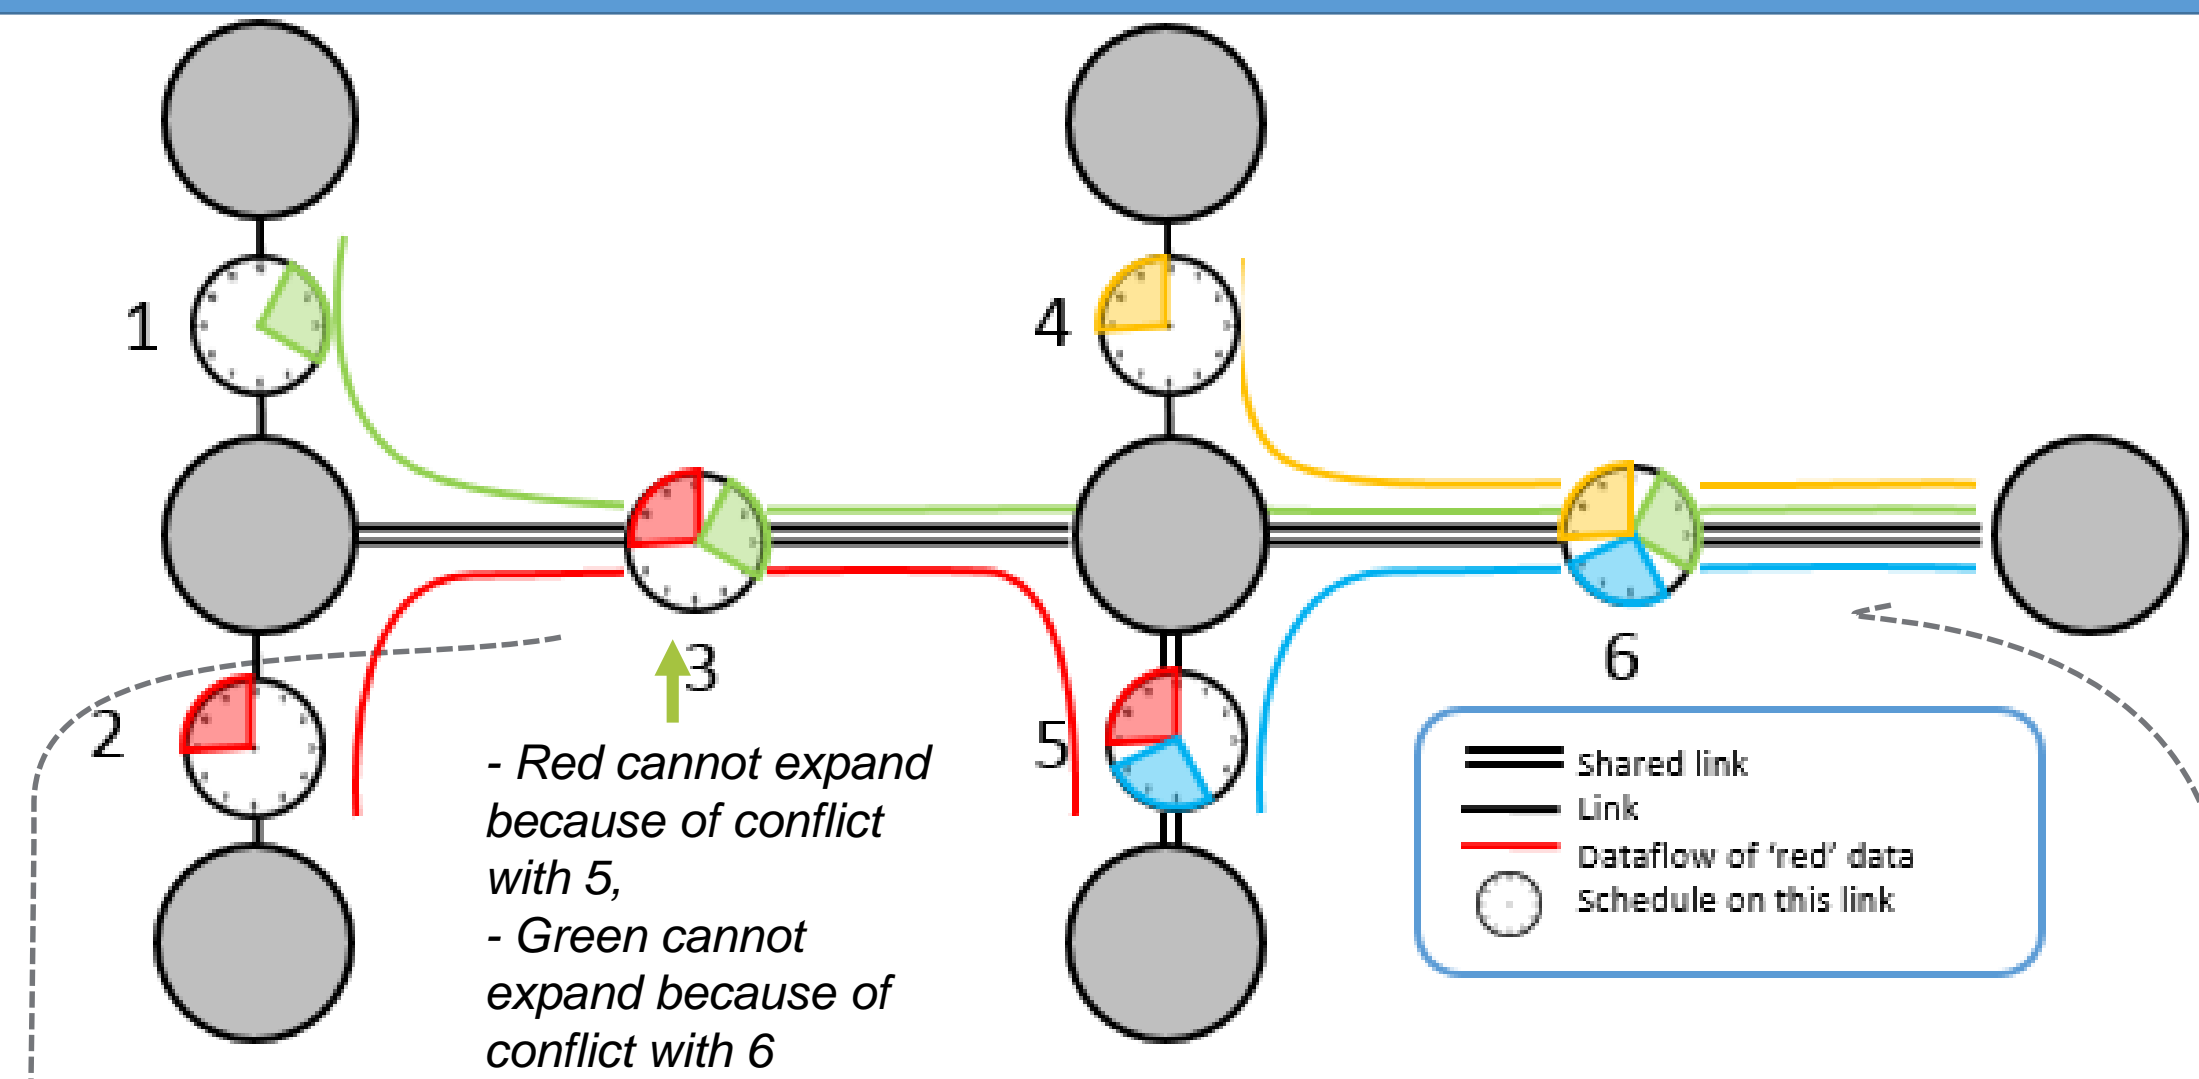 1
4
3
6
2
5
- Red cannot expand
because of conflict
with 5,
- Green cannot
expand because of
conflict with 6
Shared link
Link
Dataflow of ‘red’ data
Schedule on this link